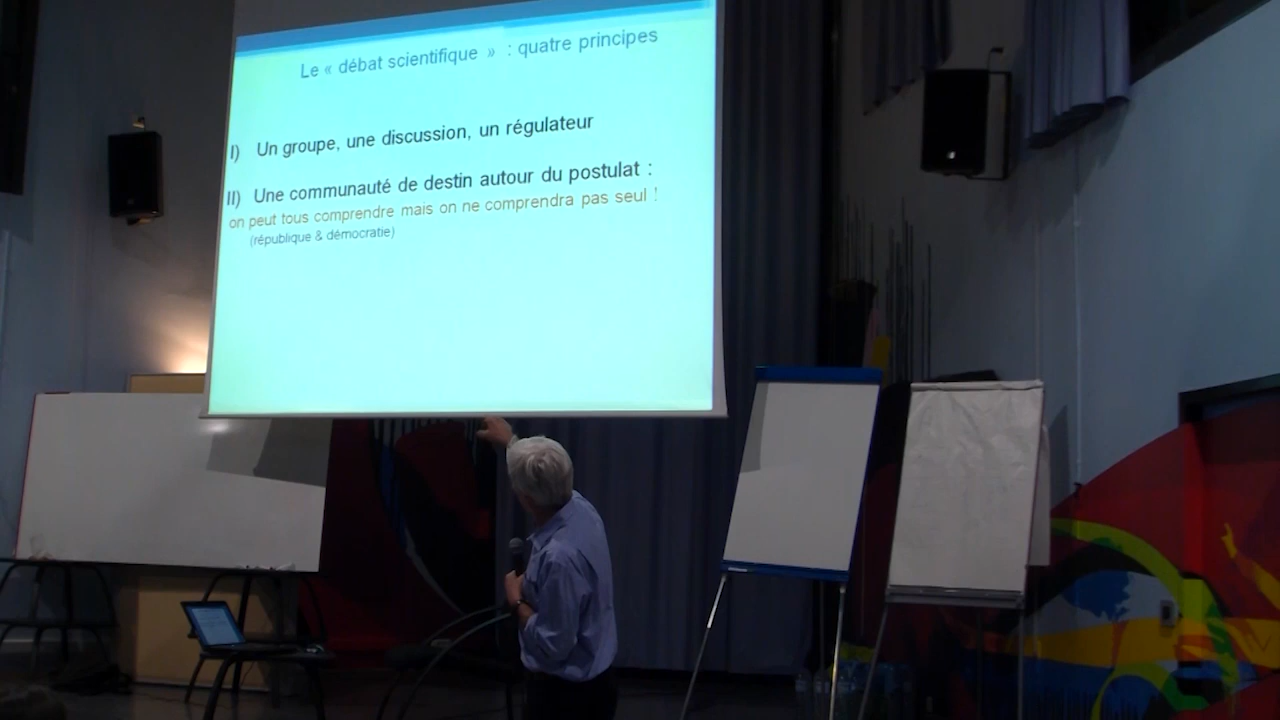 Le « débat scientifique » : quatre principes
I) Un groupe, une discussion, un régulateur
II) Une communauté de destin autour du postulat :
on peut tous comprendre mais on ne comprendra pas seul !
(république & démocratie)